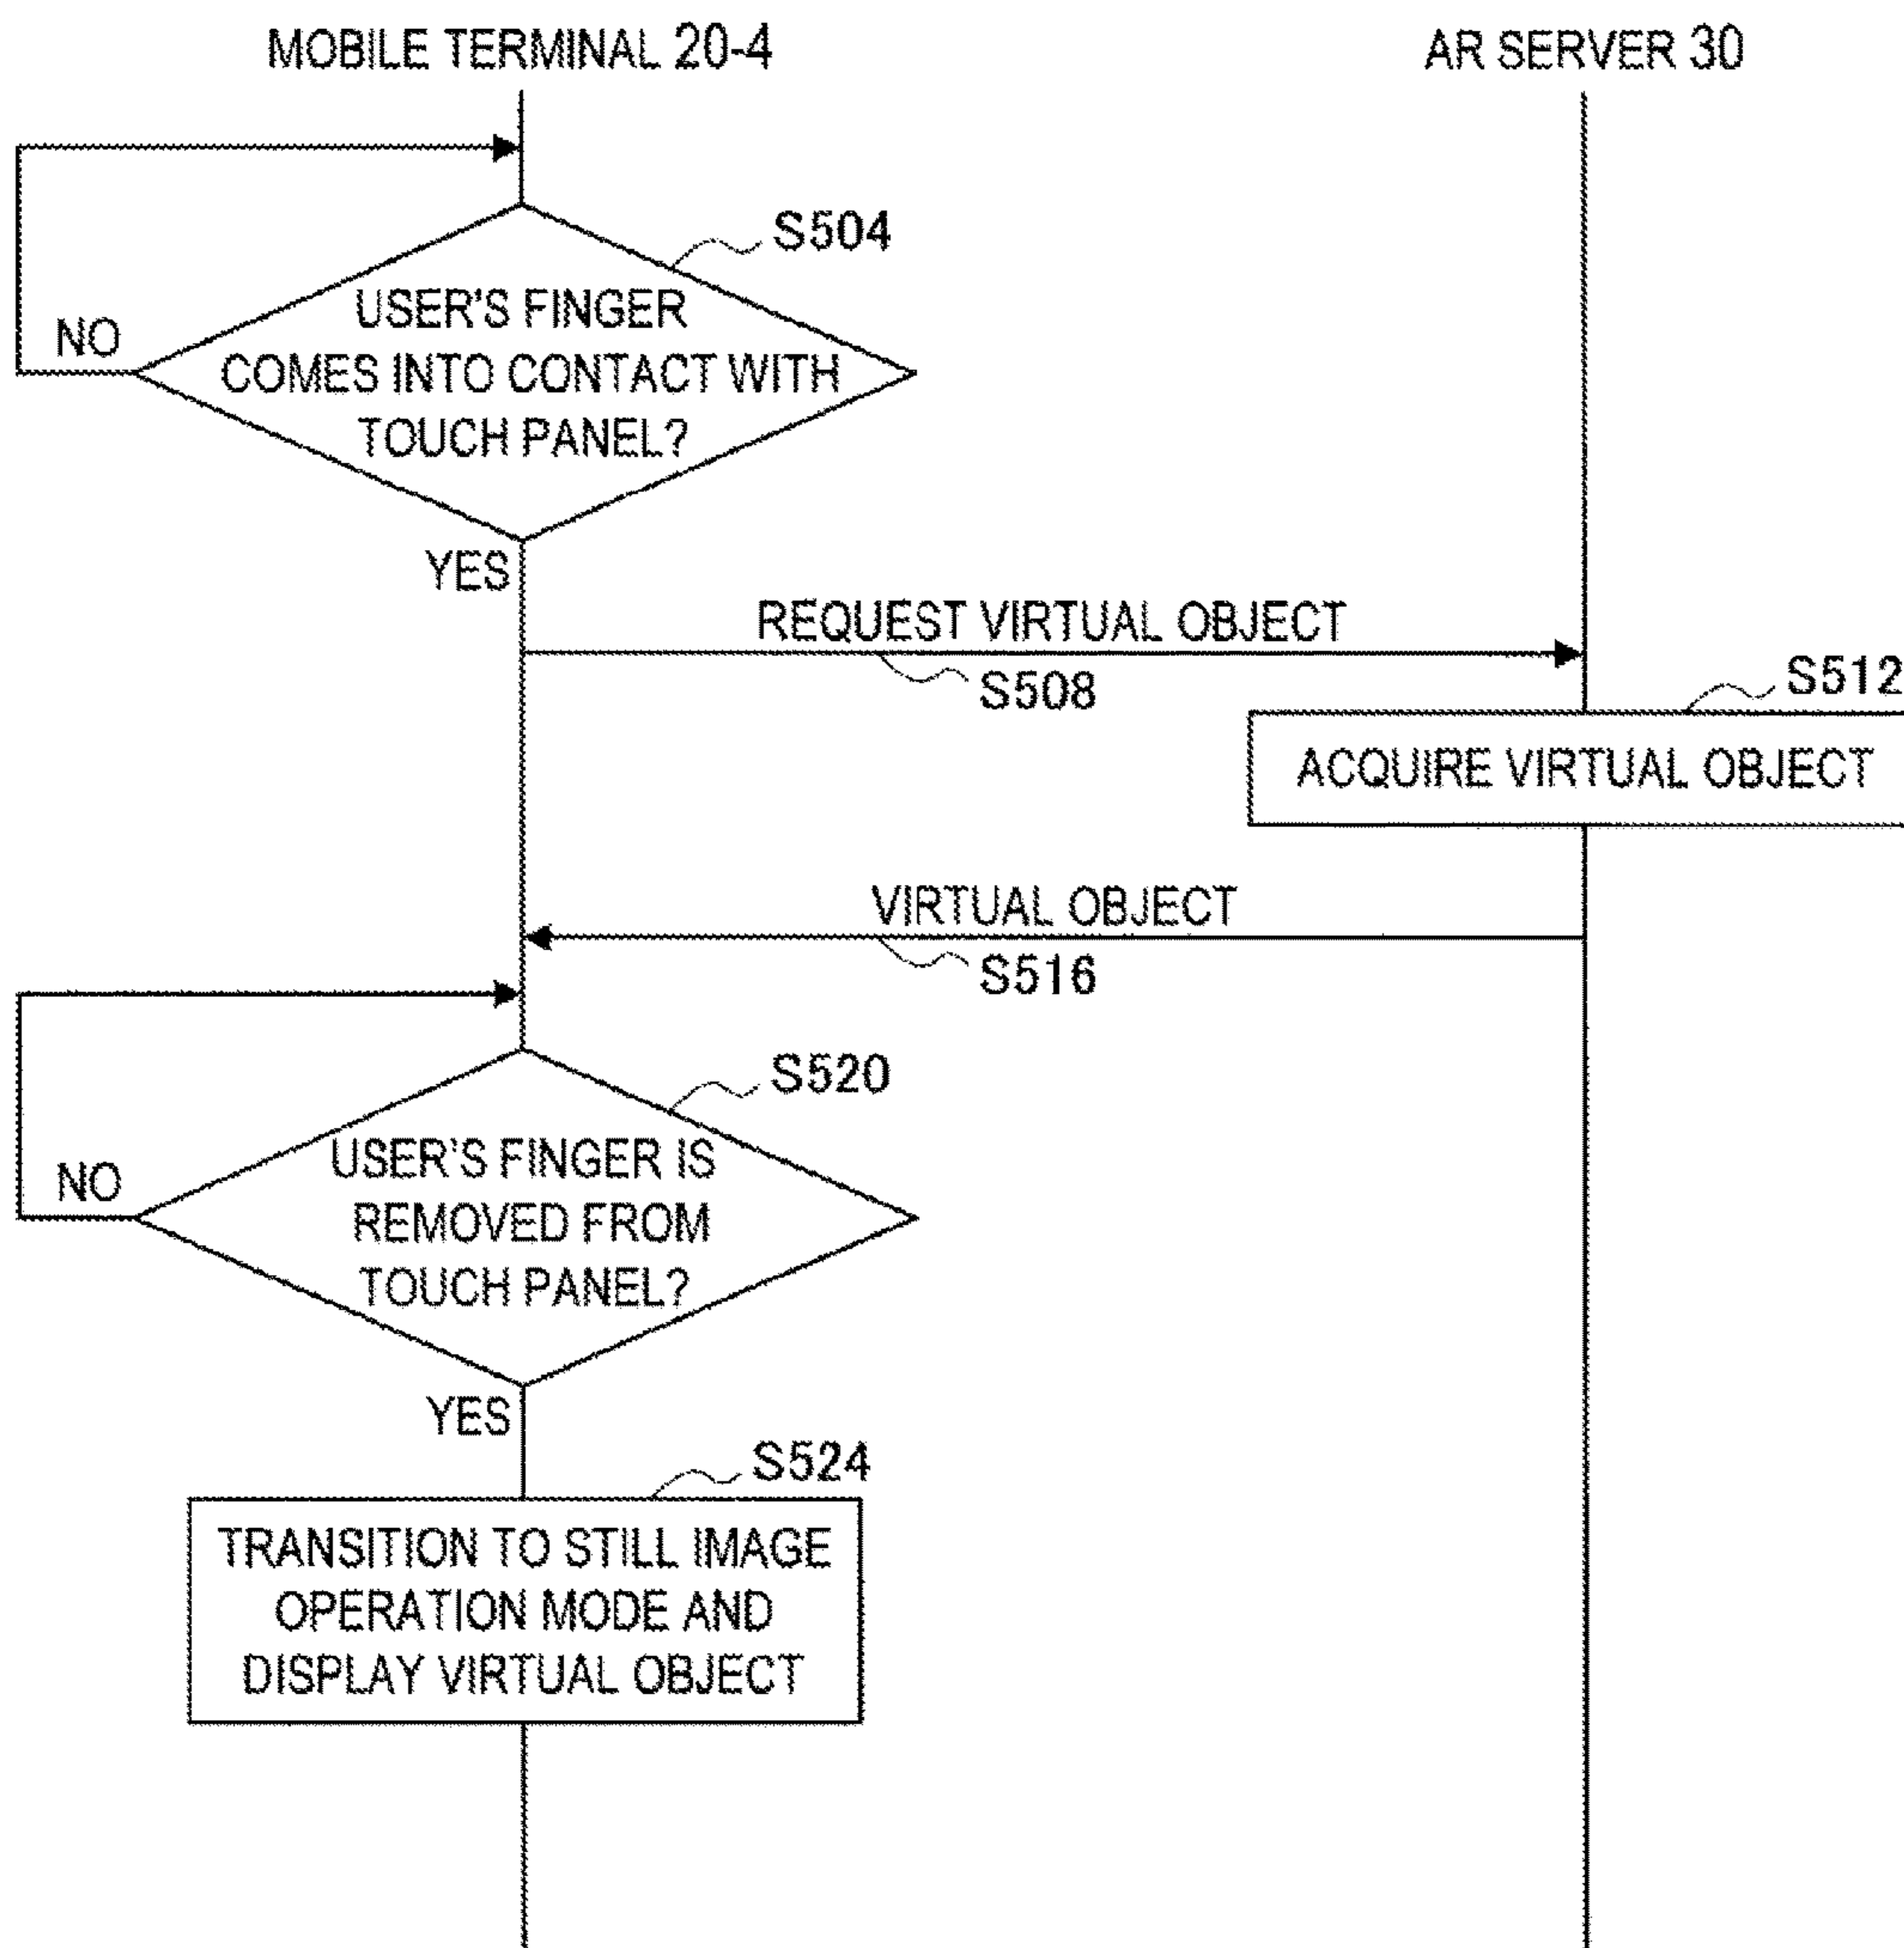 MOBILE TERMINAL 20-4
AR SERVER 30
S504
USER'S FINGER
COMES INTO CONTACT WITH
TOUCH PANEL?
NO
YES
REQUEST VIRTUAL OBJECT
S508
S512
ACQUIRE VIRTUAL OBJECT
VIRTUAL OBJECT
S516
S520
USER'S FINGER IS
REMOVED FROM
TOUCH PANEL?
NO
YES
S524
TRANSITION TO STILL IMAGE
OPERATION MODE AND
DISPLAY VIRTUAL OBJECT